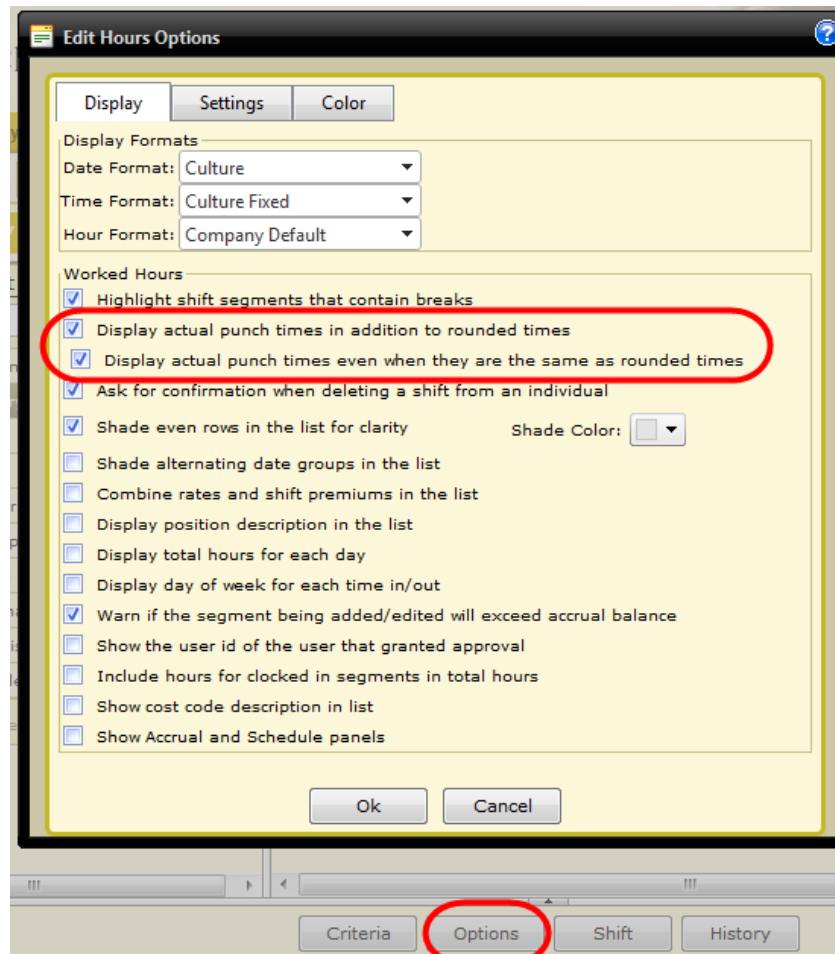 Edit Hours Options
?
Display Settings Color
Display Formats
Date Format: Culture
Time Format: Culture Fixed
Hour Format: Company Default
Worked Hours
Highlight shift segments that contain breaks
Display actual punch times in addition to rounded times
Display actual punch times even when they are the same as rounded times
Ask for confirmation when deleting a shift from an individual
Shade even rows in the list for clarity Shade Color:
Shade alternating date groups in the list
Combine rates and shift premiums in the list
Display position description in the list
Display total hours for each day
Display day of week for each time in/out
Warn if the segment being added/edited will exceed accrual balance
Show the user id of the user that granted approval
Include hours for clocked in segments in total hours
Show cost code description in list
Show Accrual and Schedule panels
Ok Cancel
Criteria Options Shift History